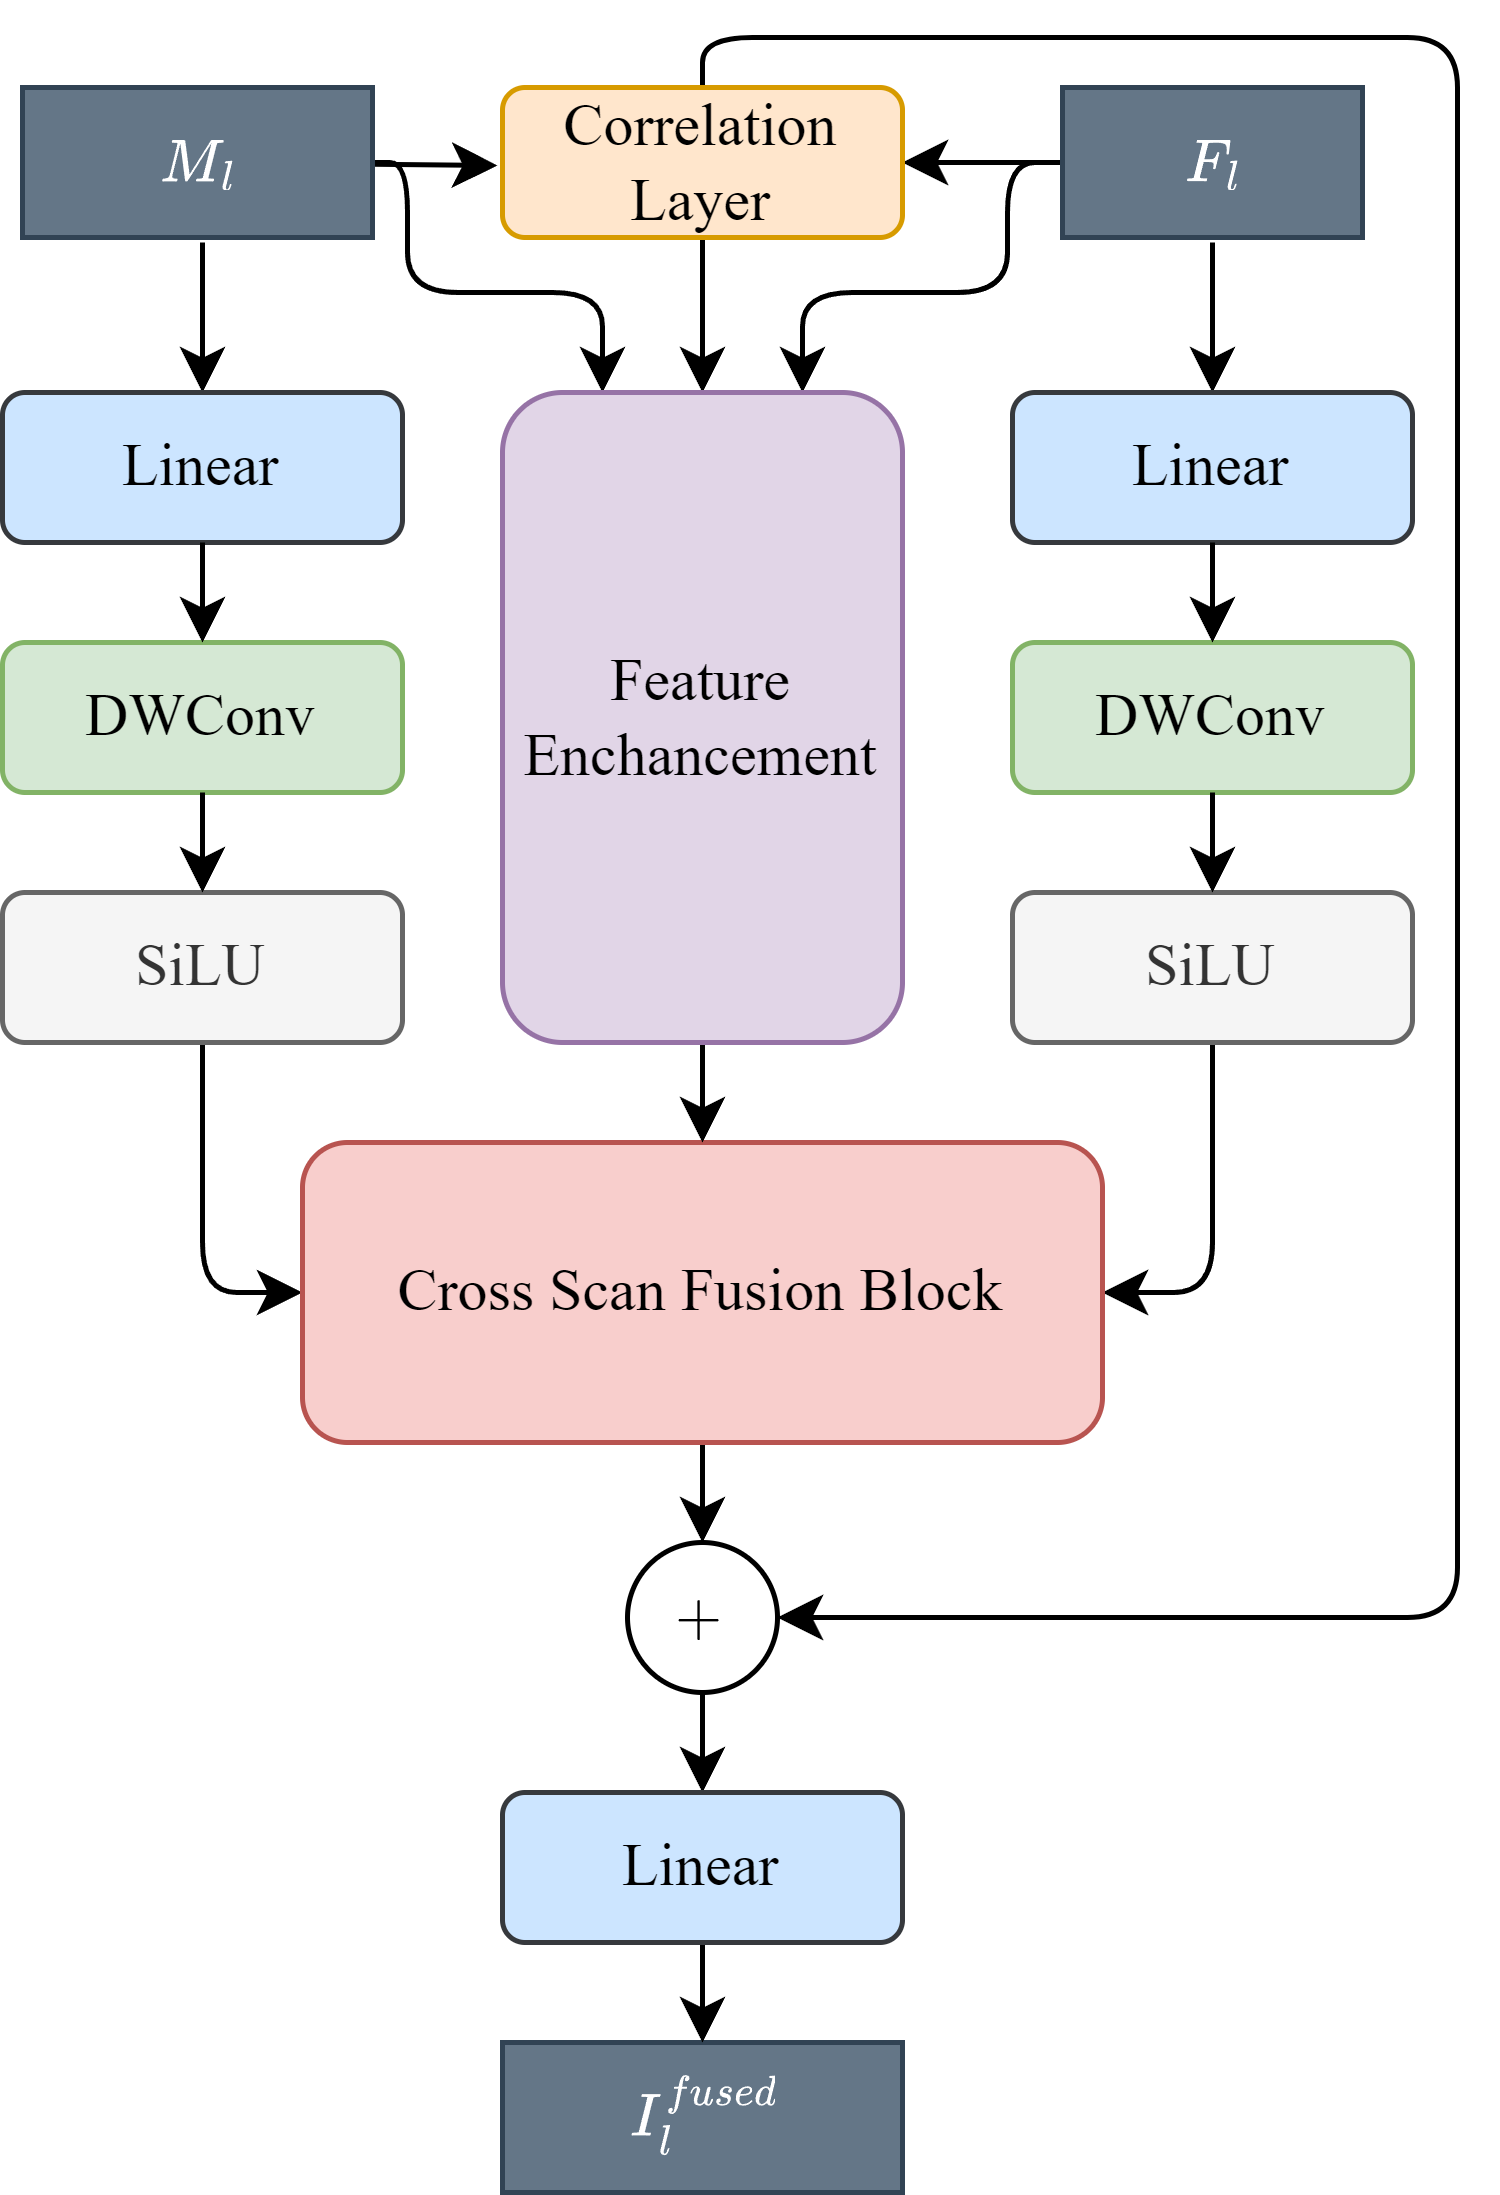 M_l
Correlation
Layer
F_l
Linear
Linear
Feature
Enchancement
DWConv
DWConv
SiLU
SiLU
Cross Scan Fusion Block
+
Linear
I_l^{fused}